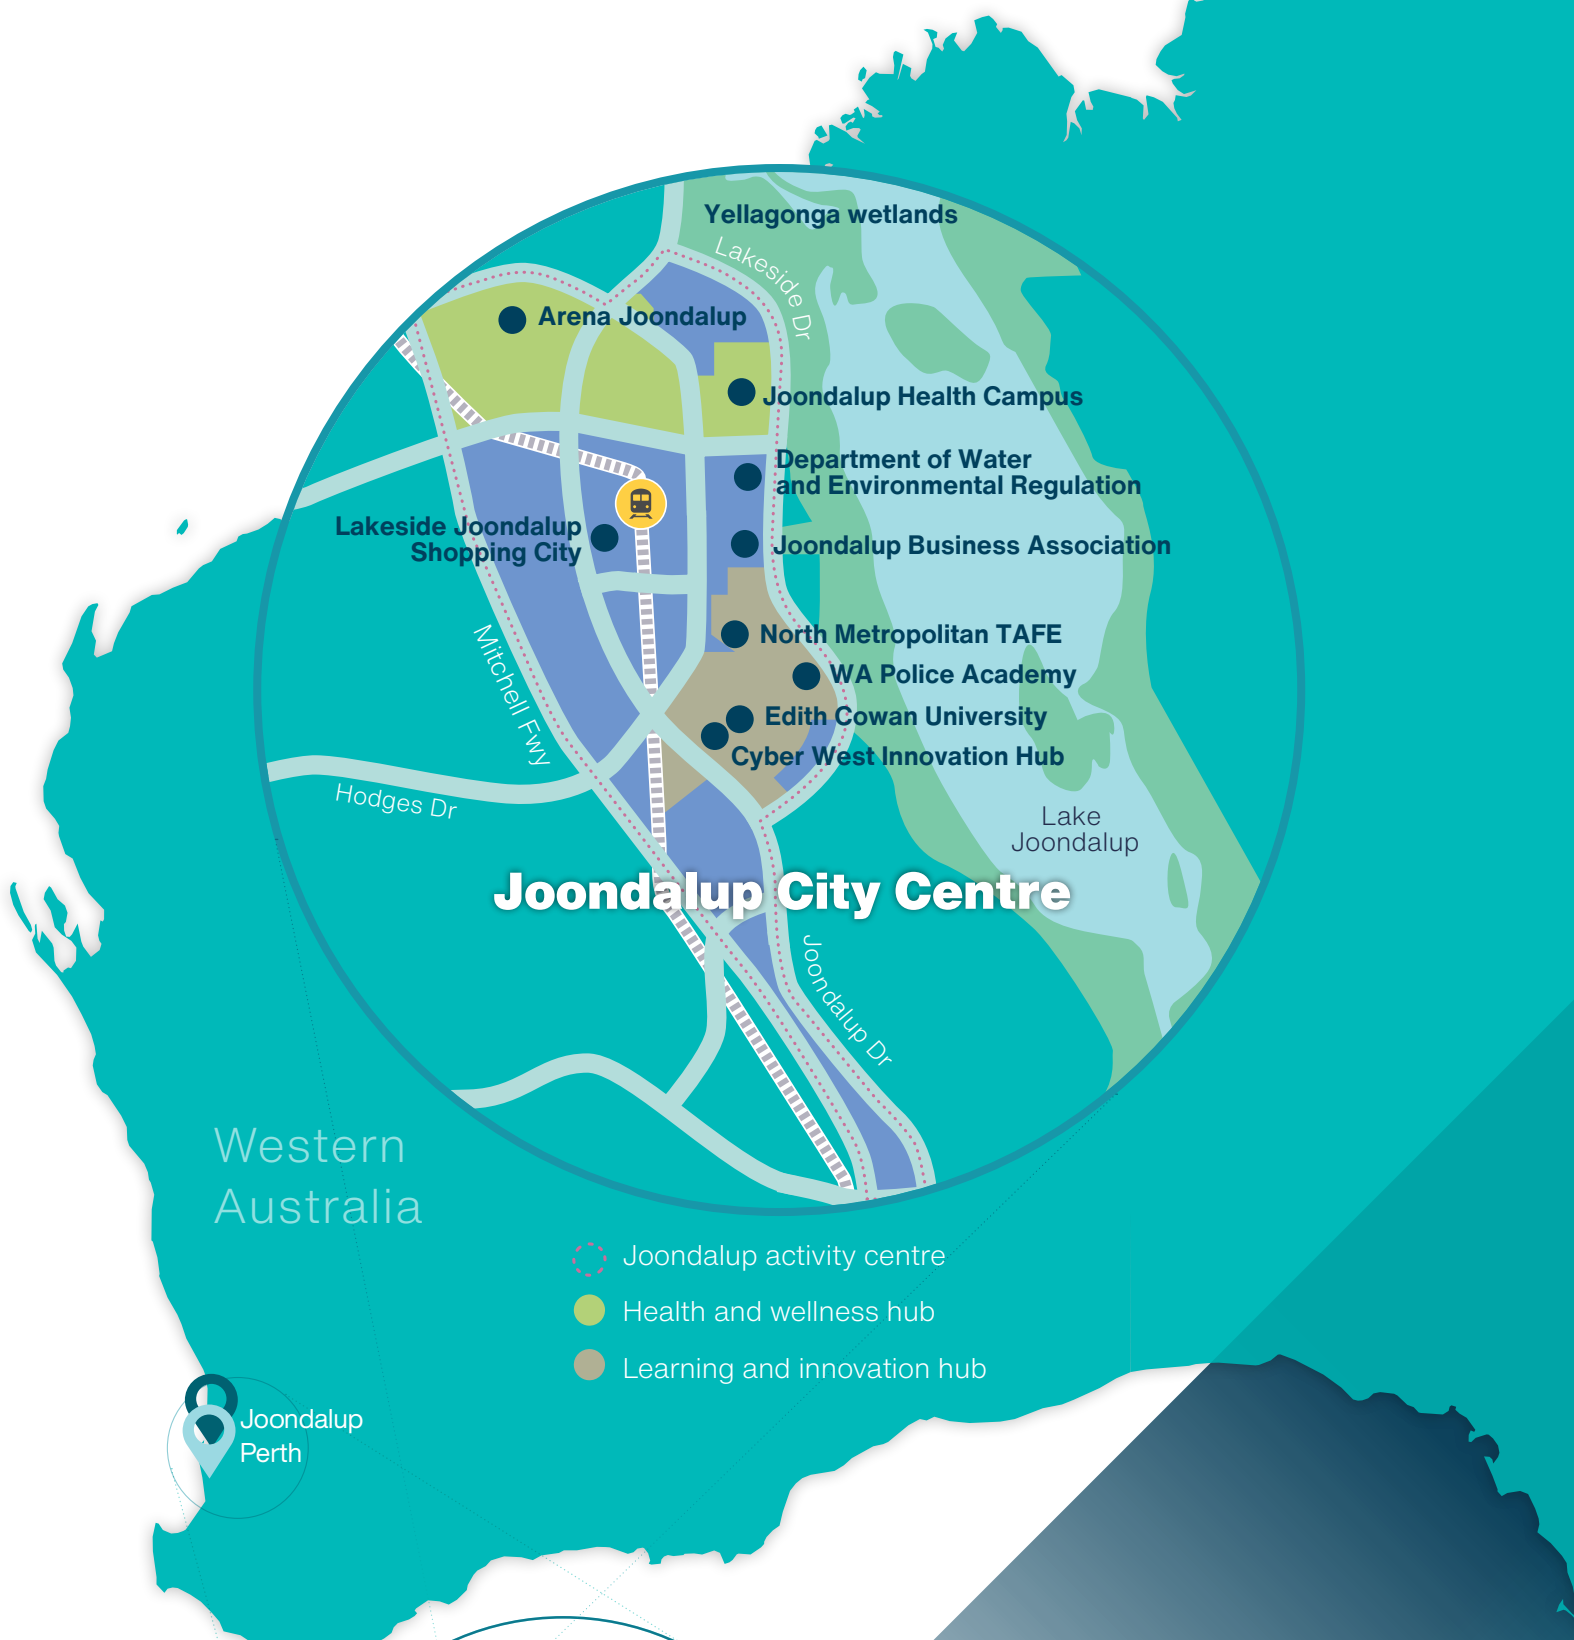 Yellagonga wetlands
Lakeside Dr
Arena Joondalup
Joondalup Health Campus
Department of Water
and Environmental Regulation
Lakeside Joondalup
Shopping City
Joondalup Business Association
North Metropolitan TAFE
WA Police Academy
Mitchell Fwy
Edith Cowan University
Cyber West Innovation Hub
Hodges Dr
Lake
Joondalup
Joondalup City Centre
Joondalup Dr
Western
Australia
Joondalup activity centre
Health and wellness hub
Learning and innovation hub
Joondalup
Perth